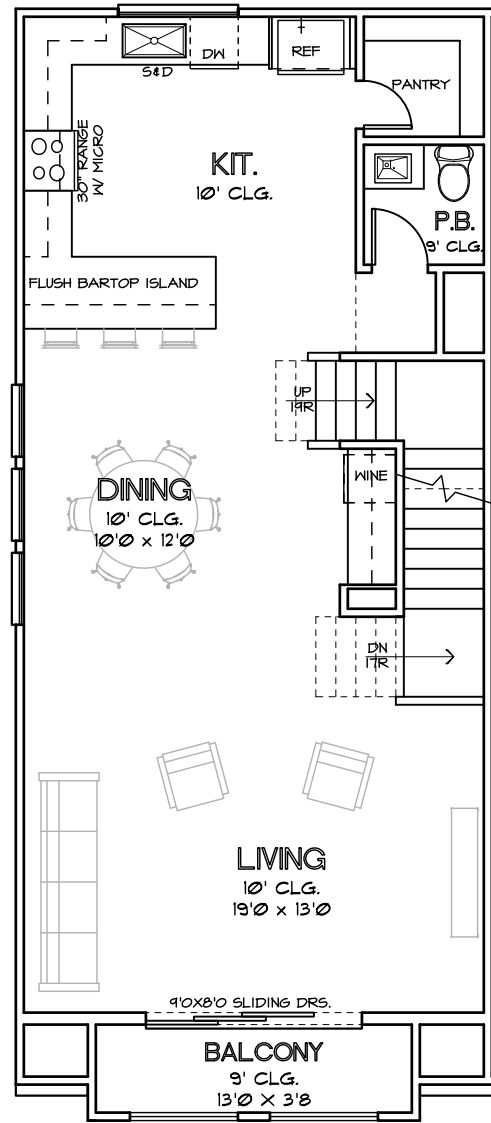 S&D
DW
REF
PANTRY
30" RANGE
W/ MICRO
KIT.
10' CLG.
P.B.
9' CLG.
FLUSH BARTOP ISLAND
UP
19R
WINE
DINING
10' CLG.
10'0 x 12'0
DN
17R
LIVING
10' CLG.
19'0 x 13'0
9'0X8'0 SLIDING DRS.
BALCONY
9' CLG.
13'0 X 3'8